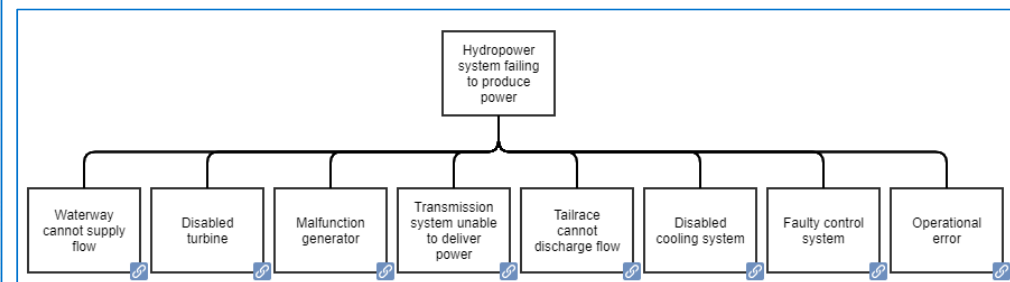 Hydropower
system failing
to produce
power
Waterway
cannot supply
flow
Disabled
turbine
Malfunction
generator
Transmission
system unable
to deliver
power
Tailrace
cannot
discharge flow
Disabled
cooling system
Faulty control
system
Operational
error